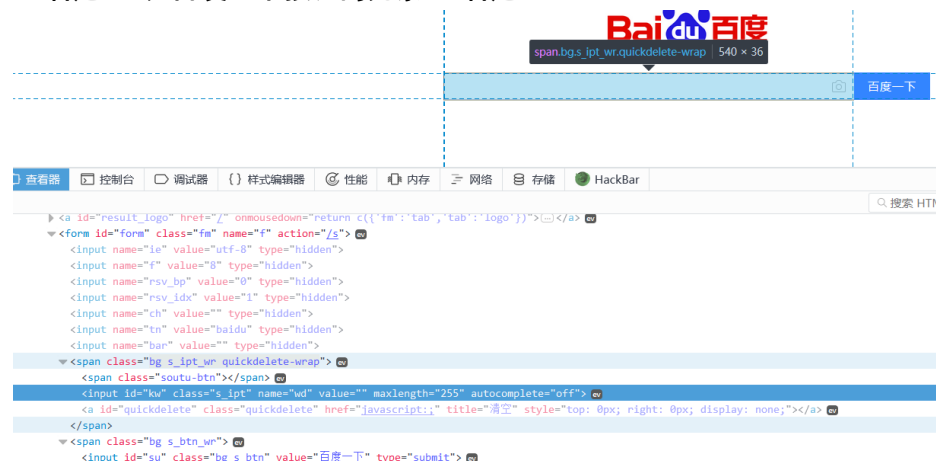 Bai du 百度
span.bg.s_ipt_wr.quickdelete-wrap | 540 × 36
百度一下
查看器 控制台 调试器 {} 样式编辑器 性能 内存 网络 存储 HackBar
搜索 HTM
<a id="result_logo" href="/" onmousedown="return c({'fm':'tab','tab':'logo'})">…</a> ev
<form id="form" class="fm" name="f" action="/s"> ev
<input name="ie" value="utf-8" type="hidden">
<input name="f" value="8" type="hidden">
<input name="rsv_bp" value="0" type="hidden">
<input name="rsv_idx" value="1" type="hidden">
<input name="ch" value="" type="hidden">
<input name="tn" value="baidu" type="hidden">
<input name="bar" value="" type="hidden">
<span class="bg s_ipt_wr quickdelete-wrap"> ev
<span class="soutu-btn"></span> ev
<input id="kw" class="s_ipt" name="wd" value="" maxlength="255" autocomplete="off"> ev
<a id="quickdelete" class="quickdelete" href="javascript:;" title="清空" style="top: 0px; right: 0px; display: none;"></a> ev
</span>
<span class="bg s_btn_wr"> ev
<input id="su" class="bg s_btn" value="百度一下" type="submit"> ev